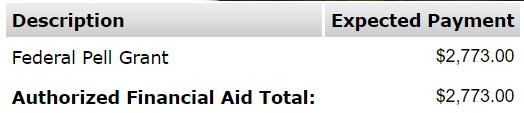 Description Expected Payment
Federal Pell Grant $2,773.00
Authorized Financial Aid Total: $2,773.00